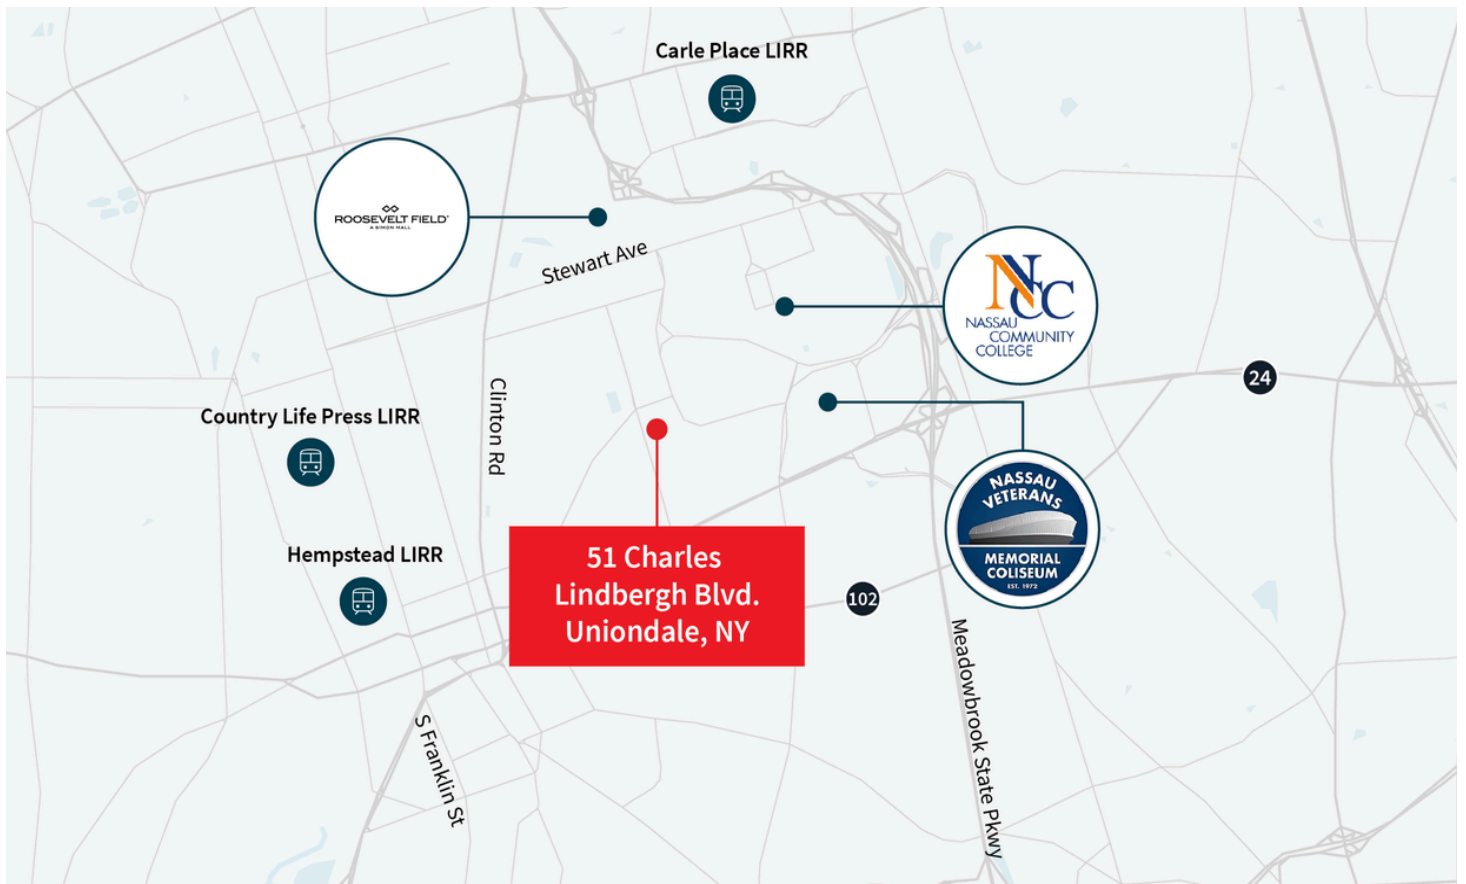 Carle Place LIRR
ROOSEVELT FIELD®
A SIMON MALL
Stewart Ave
NCC
NASSAU
COMMUNITY
COLLEGE
24
Clinton Rd
Country Life Press LIRR
NASSAU
VETERANS
MEMORIAL
COLISEUM
EST. 1972
Hempstead LIRR
51 Charles
Lindbergh Blvd.
Uniondale, NY
102
Meadowbrook State Pkwy
S Franklin St